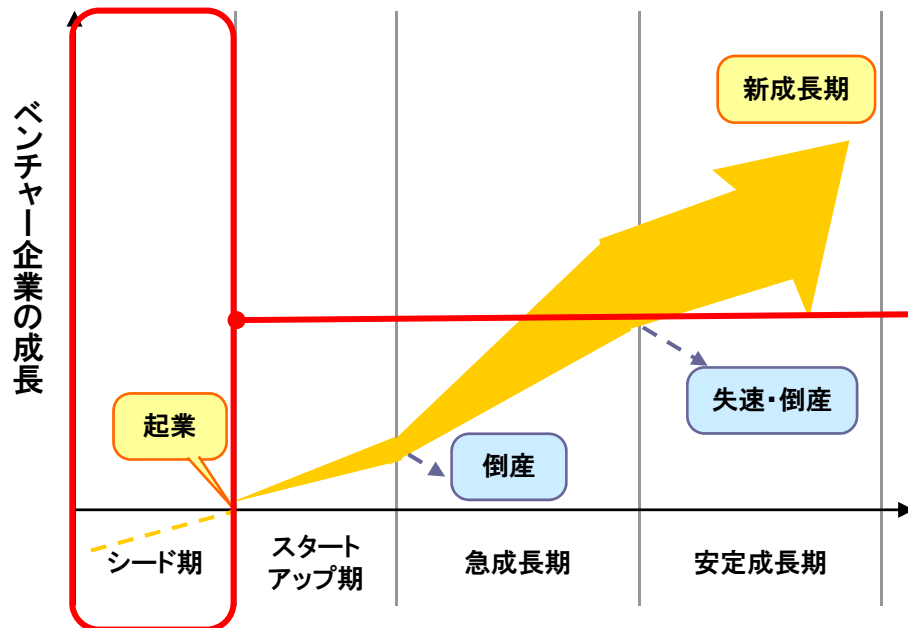 ベンチャー企業の成長
新成長期
失速・倒産
起業
倒産
シード期
スタート
アップ期
急成長期
安定成長期